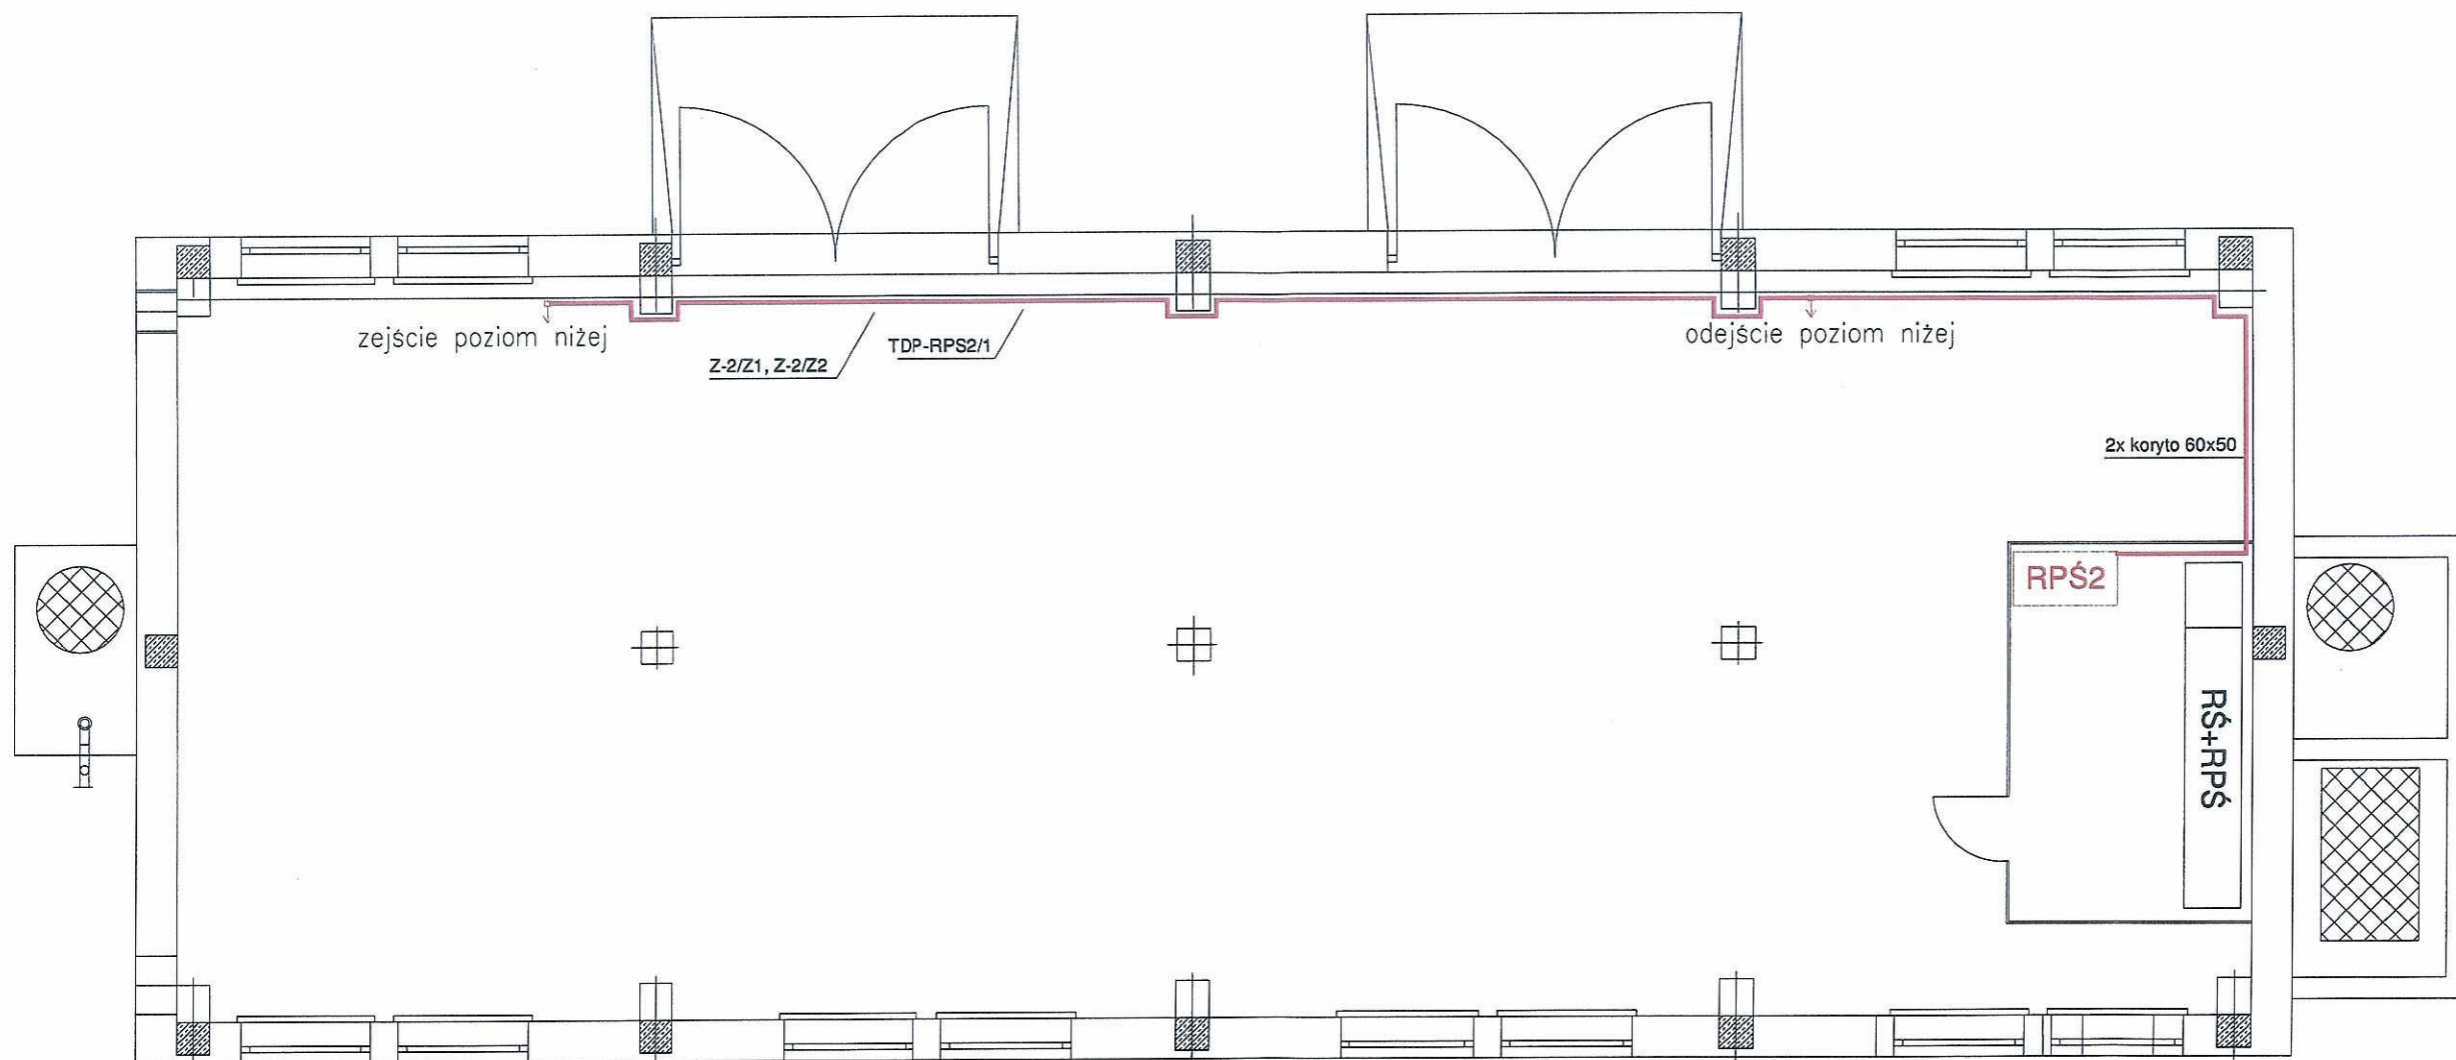 zejście poziom niżej
Z-2/Z1, Z-2/Z2
TDP-RPS2/1
odejście poziom niżej
2x koryto 60x50
RPŚ2
RŚ+RPŚ